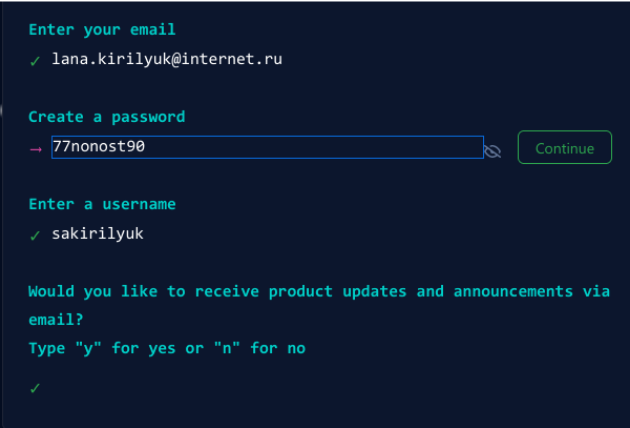 Enter your email
✓ lana.kirilyuk@internet.ru
Create a password
→ 77nonost90
Continue
Enter a username
✓ sakirilyuk
Would you like to receive product updates and announcements via
email?
Type "y" for yes or "n" for no
✓